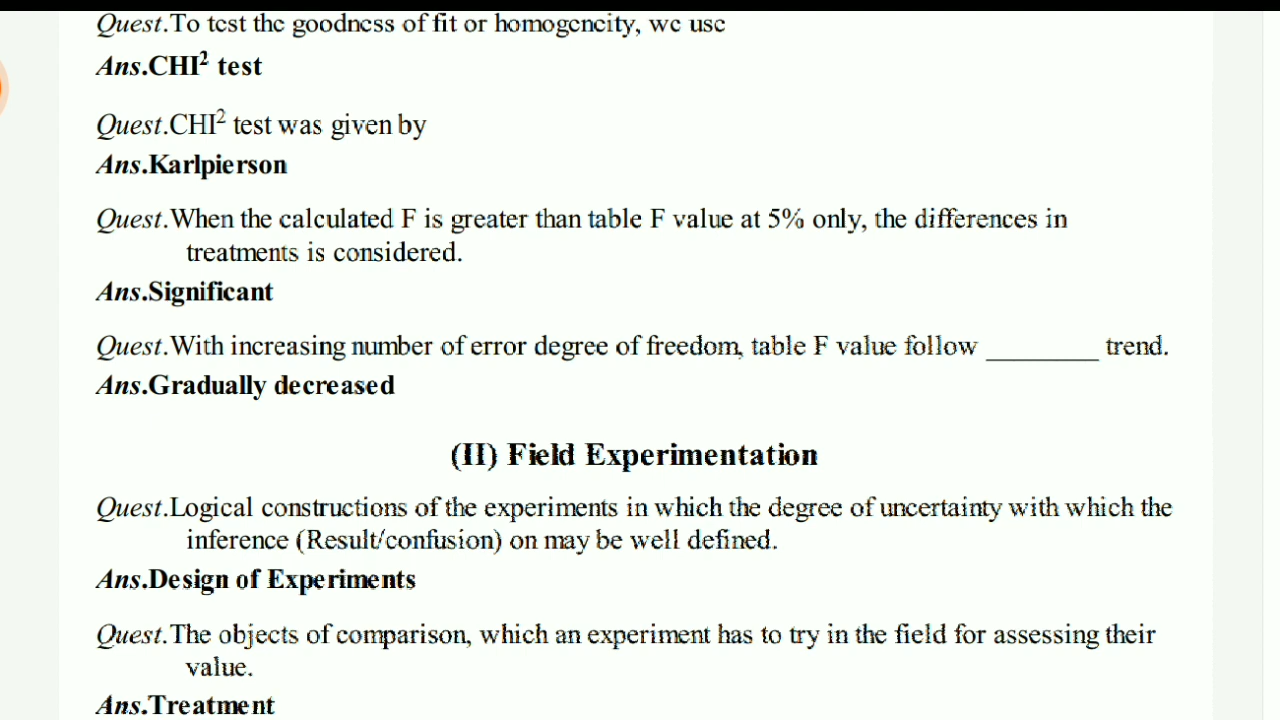 Quest.To test the goodness of fit or homogeneity, we use
Ans.CHI² test
Quest.CHI² test was given by
Ans.Karlpierson
Quest.When the calculated F is greater than table F value at 5% only, the differences in
treatments is considered.
Ans.Significant
Quest.With increasing number of error degree of freedom, table F value follow ________ trend.
Ans.Gradually decreased
(II) Field Experimentation
Quest.Logical constructions of the experiments in which the degree of uncertainty with which the
inference (Result/confusion) on may be well defined.
Ans.Design of Experiments
Quest.The objects of comparison, which an experiment has to try in the field for assessing their
value.
Ans.Treatment